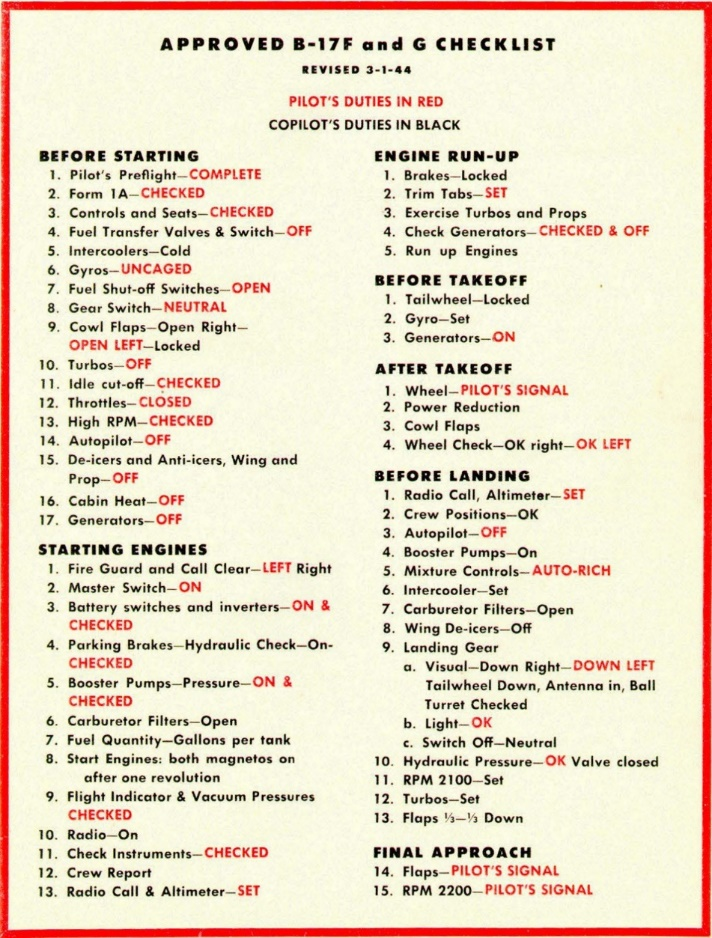 APPROVED B-17F and G CHECKLIST
REVISED 3-1-44
PILOT'S DUTIES IN RED
COPILOT'S DUTIES IN BLACK
BEFORE STARTING
1. Pilot's Preflight—COMPLETE
2. Form 1A—CHECKED
3. Controls and Seats—CHECKED
4. Fuel Transfer Valves & Switch—OFF
5. Intercoolers—Cold
6. Gyros—UNCAGED
7. Fuel Shut-off Switches—OPEN
8. Gear Switch—NEUTRAL
9. Cowl Flaps—Open Right—
OPEN LEFT—Locked
10. Turbos—OFF
11. Idle cut-off—CHECKED
12. Throttles—CLOSED
13. High RPM—CHECKED
14. Autopilot—OFF
15. De-icers and Anti-icers, Wing and
Prop—OFF
16. Cabin Heat—OFF
17. Generators—OFF
STARTING ENGINES
1. Fire Guard and Call Clear—LEFT Right
2. Master Switch—ON
3. Battery switches and inverters—ON &
CHECKED
4. Parking Brakes—Hydraulic Check—On-
CHECKED
5. Booster Pumps—Pressure—ON &
CHECKED
6. Carburetor Filters—Open
7. Fuel Quantity—Gallons per tank
8. Start Engines: both magnetos on
after one revolution
9. Flight Indicator & Vacuum Pressures
CHECKED
10. Radio—On
11. Check Instruments—CHECKED
12. Crew Report
13. Radio Call & Altimeter—SET
ENGINE RUN-UP
1. Brakes—Locked
2. Trim Tabs—SET
3. Exercise Turbos and Props
4. Check Generators—CHECKED & OFF
5. Run up Engines
BEFORE TAKEOFF
1. Tailwheel—Locked
2. Gyro—Set
3. Generators—ON
AFTER TAKEOFF
1. Wheel—PILOT'S SIGNAL
2. Power Reduction
3. Cowl Flaps
4. Wheel Check—OK right—OK LEFT
BEFORE LANDING
1. Radio Call, Altimeter—SET
2. Crew Positions—OK
3. Autopilot—OFF
4. Booster Pumps—On
5. Mixture Controls—AUTO-RICH
6. Intercooler—Set
7. Carburetor Filters—Open
8. Wing De-icers—Off
9. Landing Gear
a. Visual—Down Right—DOWN LEFT
Tailwheel Down, Antenna in, Ball
Turret Checked
b. Light—OK
c. Switch Off—Neutral
10. Hydraulic Pressure—OK Valve closed
11. RPM 2100—Set
12. Turbos—Set
13. Flaps ⅓—⅓ Down
FINAL APPROACH
14. Flaps—PILOT'S SIGNAL
15. RPM 2200—PILOT'S SIGNAL